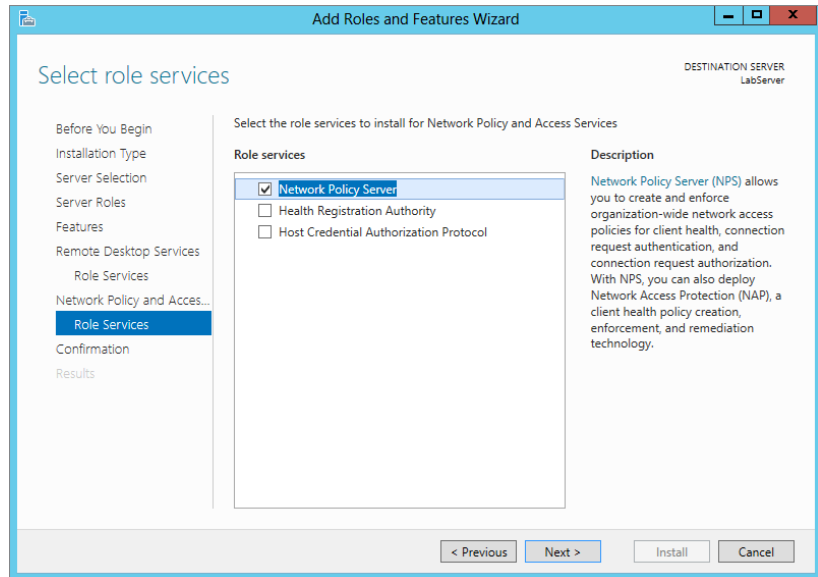 Add Roles and Features Wizard
Select role services
DESTINATION SERVER
LabServer
Before You Begin
Installation Type
Server Selection
Server Roles
Features
Remote Desktop Services
Role Services
Network Policy and Acces...
Role Services
Confirmation
Results
Select the role services to install for Network Policy and Access Services
Role services
Network Policy Server
Health Registration Authority
Host Credential Authorization Protocol
Description
Network Policy Server (NPS) allows
you to create and enforce
organization-wide network access
policies for client health, connection
request authentication, and
connection request authorization.
With NPS, you can also deploy
Network Access Protection (NAP), a
client health policy creation,
enforcement, and remediation
technology.
< Previous
Next >
Install
Cancel